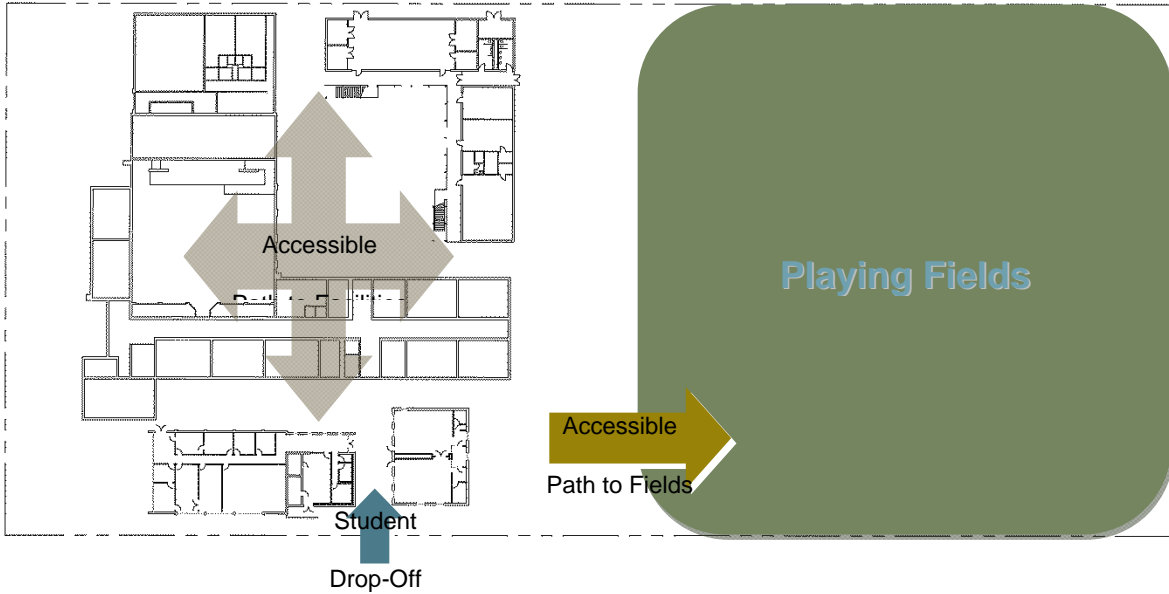 Accessible
Playing Fields
Accessible
Path to Fields
Student
Drop-Off